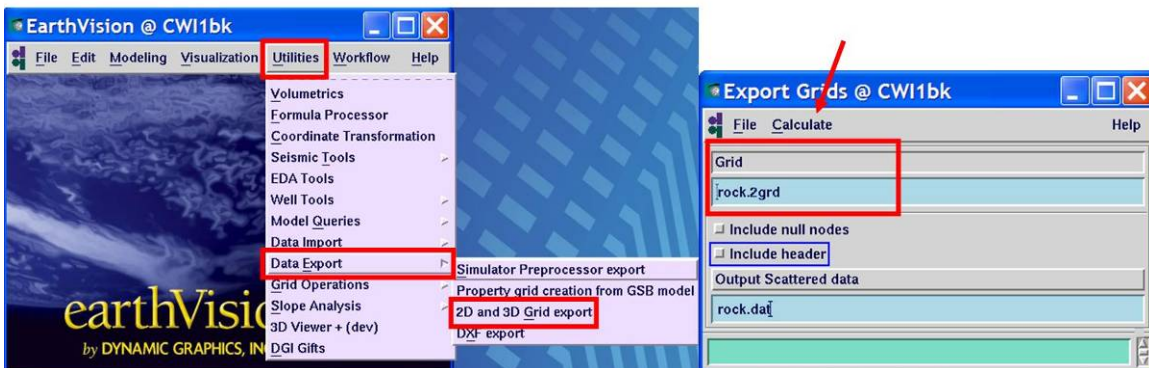 EarthVision @ CWI1bk
File Edit Modeling Visualization Utilities Workflow Help
Volumetrics
Formula Processor
Coordinate Transformation
Seismic Tools
EDA Tools
Well Tools
Model Queries
Data Import
Data Export
Grid Operations
Slope Analysis
3D Viewer + (dev)
DGI Gifts
Simulator Preprocessor export
Property grid creation from GSB model
2D and 3D Grid export
DXF export
earthVisio
by DYNAMIC GRAPHICS, IN
Export Grids @ CWI1bk
File Calculate Help
Grid
rock.2grd
Include null nodes
Include header
Output Scattered data
rock.dat